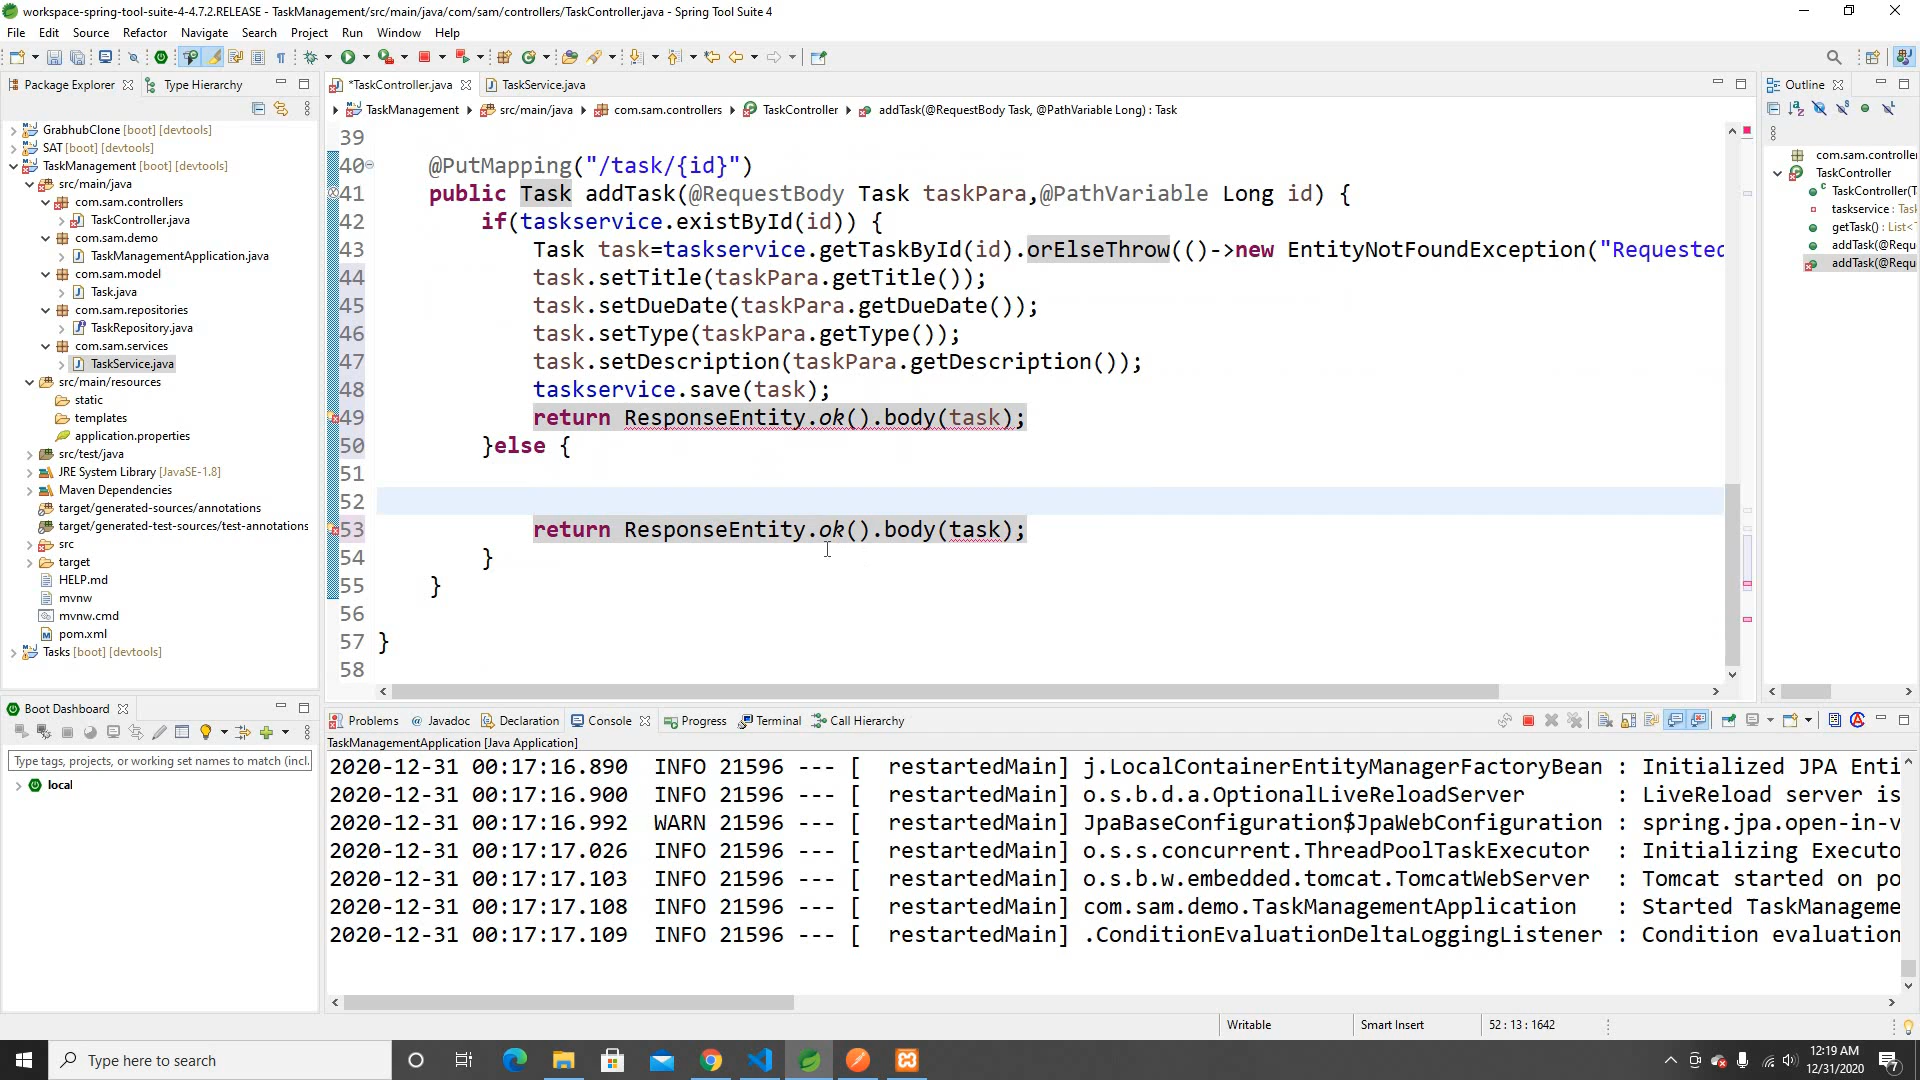 workspace-spring-tool-suite-4-4.7.2.RELEASE - TaskManagement/src/main/java/com/sam/controllers/TaskController.java - Spring Tool Suite 4
File Edit Source Refactor Navigate Search Project Run Window Help
Package Explorer Type Hierarchy
*TaskController.java TaskService.java
Outline
TaskManagement src/main/java com.sam.controllers TaskController addTask(@RequestBody Task, @PathVariable Long) : Task
GrabhubClone [boot] [devtools]
SAT [boot] [devtools]
TaskManagement [boot] [devtools]
src/main/java
com.sam.controllers
TaskController.java
com.sam.demo
TaskManagementApplication.java
com.sam.model
Task.java
com.sam.repositories
TaskRepository.java
com.sam.services
TaskService.java
src/main/resources
static
templates
application.properties
src/test/java
JRE System Library [JavaSE-1.8]
Maven Dependencies
target/generated-sources/annotations
target/generated-test-sources/test-annotations
src
target
HELP.md
mvnw
mvnw.cmd
pom.xml
Tasks [boot] [devtools]
39
40 @PutMapping("/task/{id}")
41 public Task addTask(@RequestBody Task taskPara,@PathVariable Long id) {
42 if(taskservice.existById(id)) {
43 Task task=taskservice.getTaskById(id).orElseThrow(()->new EntityNotFoundException("Requested
44 task.setTitle(taskPara.getTitle());
45 task.setDueDate(taskPara.getDueDate());
46 task.setType(taskPara.getType());
47 task.setDescription(taskPara.getDescription());
48 taskservice.save(task);
49 return ResponseEntity.ok().body(task);
50 }else {
51
52
53 return ResponseEntity.ok().body(task);
54 }
55 }
56
57 }
58
com.sam.controller
TaskController
TaskController(T
taskservice : Task
getTask() : List<
addTask(@Requ
addTask(@Requ
Boot Dashboard
Type tags, projects, or working set names to match (incl.
local
Problems Javadoc Declaration Console Progress Terminal Call Hierarchy
TaskManagementApplication [Java Application]
2020-12-31 00:17:16.890 INFO 21596 --- [ restartedMain] j.LocalContainerEntityManagerFactoryBean : Initialized JPA Enti
2020-12-31 00:17:16.900 INFO 21596 --- [ restartedMain] o.s.b.d.a.OptionalLiveReloadServer : LiveReload server is
2020-12-31 00:17:16.992 WARN 21596 --- [ restartedMain] JpaBaseConfiguration$JpaWebConfiguration : spring.jpa.open-in-v
2020-12-31 00:17:17.026 INFO 21596 --- [ restartedMain] o.s.s.concurrent.ThreadPoolTaskExecutor : Initializing Executo
2020-12-31 00:17:17.103 INFO 21596 --- [ restartedMain] o.s.b.w.embedded.tomcat.TomcatWebServer : Tomcat started on po
2020-12-31 00:17:17.108 INFO 21596 --- [ restartedMain] com.sam.demo.TaskManagementApplication : Started TaskManageme
2020-12-31 00:17:17.109 INFO 21596 --- [ restartedMain] .ConditionEvaluationDeltaLoggingListener : Condition evaluation
Writable Smart Insert 52 : 13 : 1642
Type here to search
12:19 AM
12/31/2020
7